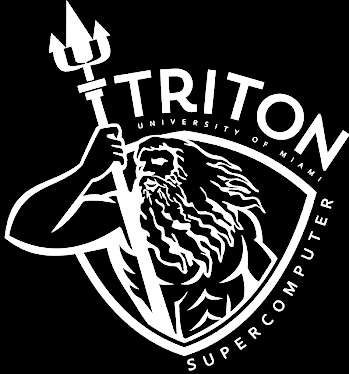 TRITON
UNIVERSITY OF MIAMI
SUPERCOMPUTER